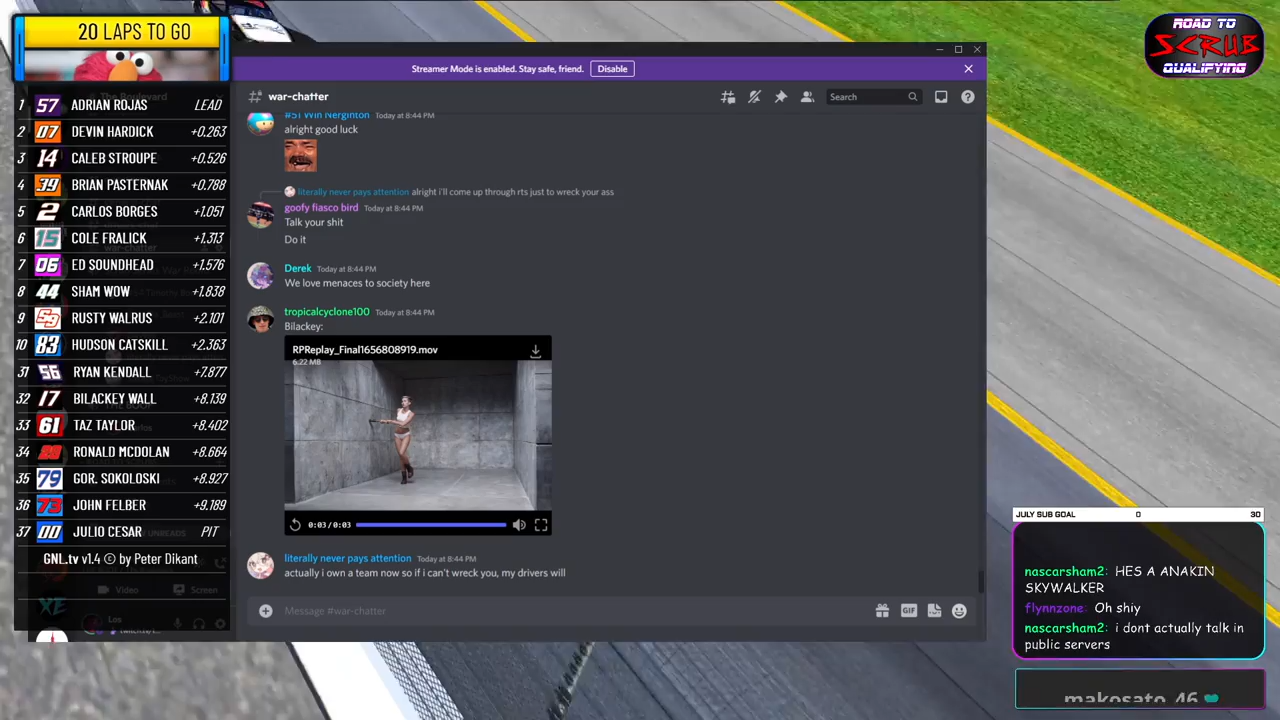 20 LAPS TO GO
1 57 ADRIAN ROJAS LEAD
2 07 DEVIN HARDICK +0.263
3 14 CALEB STROUPE +0.526
4 39 BRIAN PASTERNAK +0.788
5 2 CARLOS BORGES +1.051
6 15 COLE FRALICK +1.313
7 06 ED SOUNDHEAD +1.576
8 44 SHAM WOW +1.838
9 59 RUSTY WALRUS +2.101
10 83 HUDSON CATSKILL +2.363
31 56 RYAN KENDALL +7.877
32 17 BILACKEY WALL +8.139
33 61 TAZ TAYLOR +8.402
34 RONALD MCDOLAN +8.664
35 79 GOR. SOKOLOSKI +8.927
36 73 JOHN FELBER +9.189
37 00 JULIO CESAR PIT
GNL.tv v1.4 © by Peter Dikant
The Boulevard
war-chatter
Video Screen
XE
Los
Streamer Mode is enabled. Stay safe, friend. Disable
war-chatter
Search
#51 Win Nerginton Today at 8:44 PM
alright good luck
literally never pays attention alright i'll come up through rts just to wreck your ass
goofy fiasco bird Today at 8:44 PM
Talk your shit
Do it
Derek Today at 8:44 PM
We love menaces to society here
tropicalcyclone100 Today at 8:44 PM
Bilackey:
RPReplay_Final1656808919.mov
6.22 MB
0:03/0:03
literally never pays attention Today at 8:44 PM
actually i own a team now so if i can't wreck you, my drivers will
Message #war-chatter
GIF
ROAD TO
SCRUB
QUALIFYING
JULY SUB GOAL 0 30
nascarsham2: HES A ANAKIN
SKYWALKER
flynnzone: Oh shiy
nascarsham2: i dont actually talk in
public servers
makosato_46